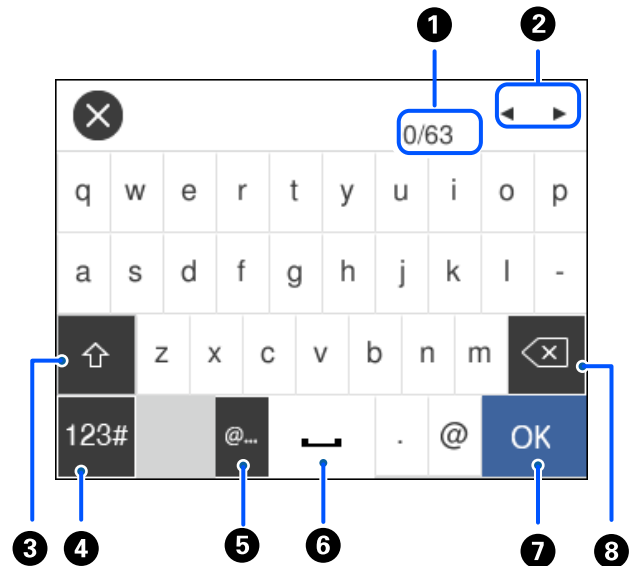 1 2
0/63
q w e r t y u i o p
a s d f g h j k l -
z x c v b n m
123# @... . @ OK
3 4 5 6 7 8